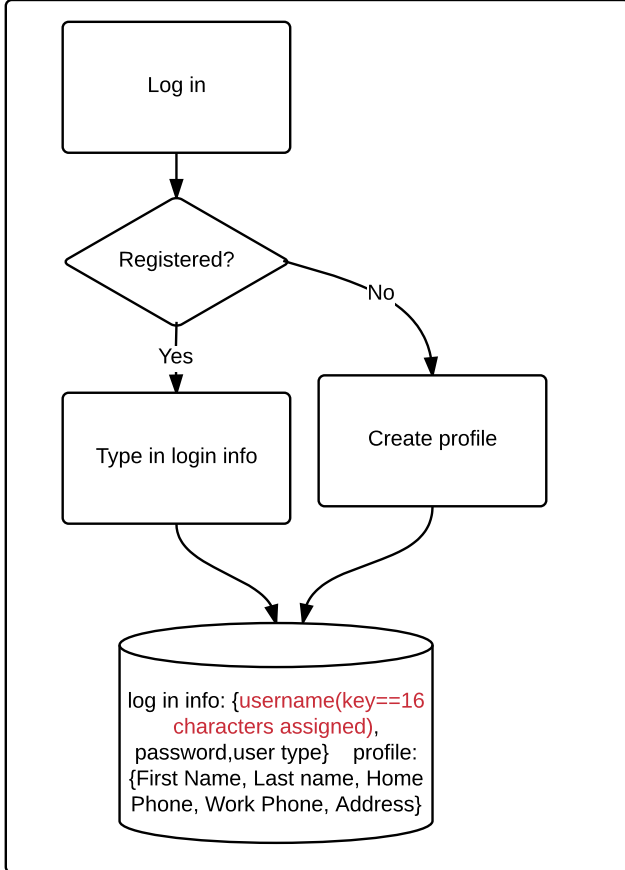 Log in
Registered?
No
Yes
Type in login info
Create profile
log in info: {username(key==16
characters assigned),
password,user type}    profile:
{First Name, Last name, Home
Phone, Work Phone, Address}